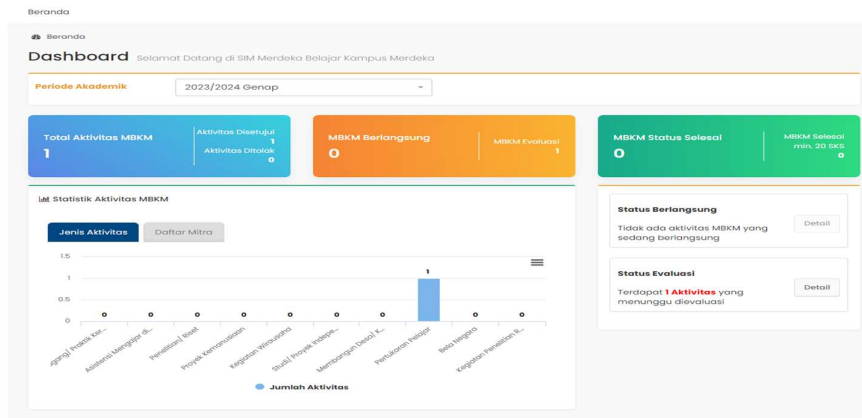 Beranda
Beranda
Dashboard Selamat Datang di SIM Merdeka Belajar Kampus Merdeka
Periode Akademik
2023/2024 Genap
Total Aktivitas MBKM
1
Aktivitas Disetujui
1
Aktivitas Ditolak
0
MBKM Berlangsung
0
MBKM Evaluasi
1
MBKM Status Selesai
0
MBKM Selesai
min. 20 SKS
0
Statistik Aktivitas MBKM
Jenis Aktivitas
Daftar Mitra
1.5
1
0.5
0
0
0
0
0
0
0
0
1
0
0
...gang/ Praktik Ker...
Asistensi Mengajar di...
Penelitian/ Riset
Proyek Kemanusiaan
Kegiatan Wirausaha
Studi/ Proyek Indepe...
Membangun Desa/ K...
Pertukaran Pelajar
Bela Negara
Kegiatan Penelitian R...
Jumlah Aktivitas
Status Berlangsung
Tidak ada aktivitas MBKM yang
sedang berlangsung
Detail
Status Evaluasi
Terdapat 1 Aktivitas yang
menunggu dievaluasi
Detail